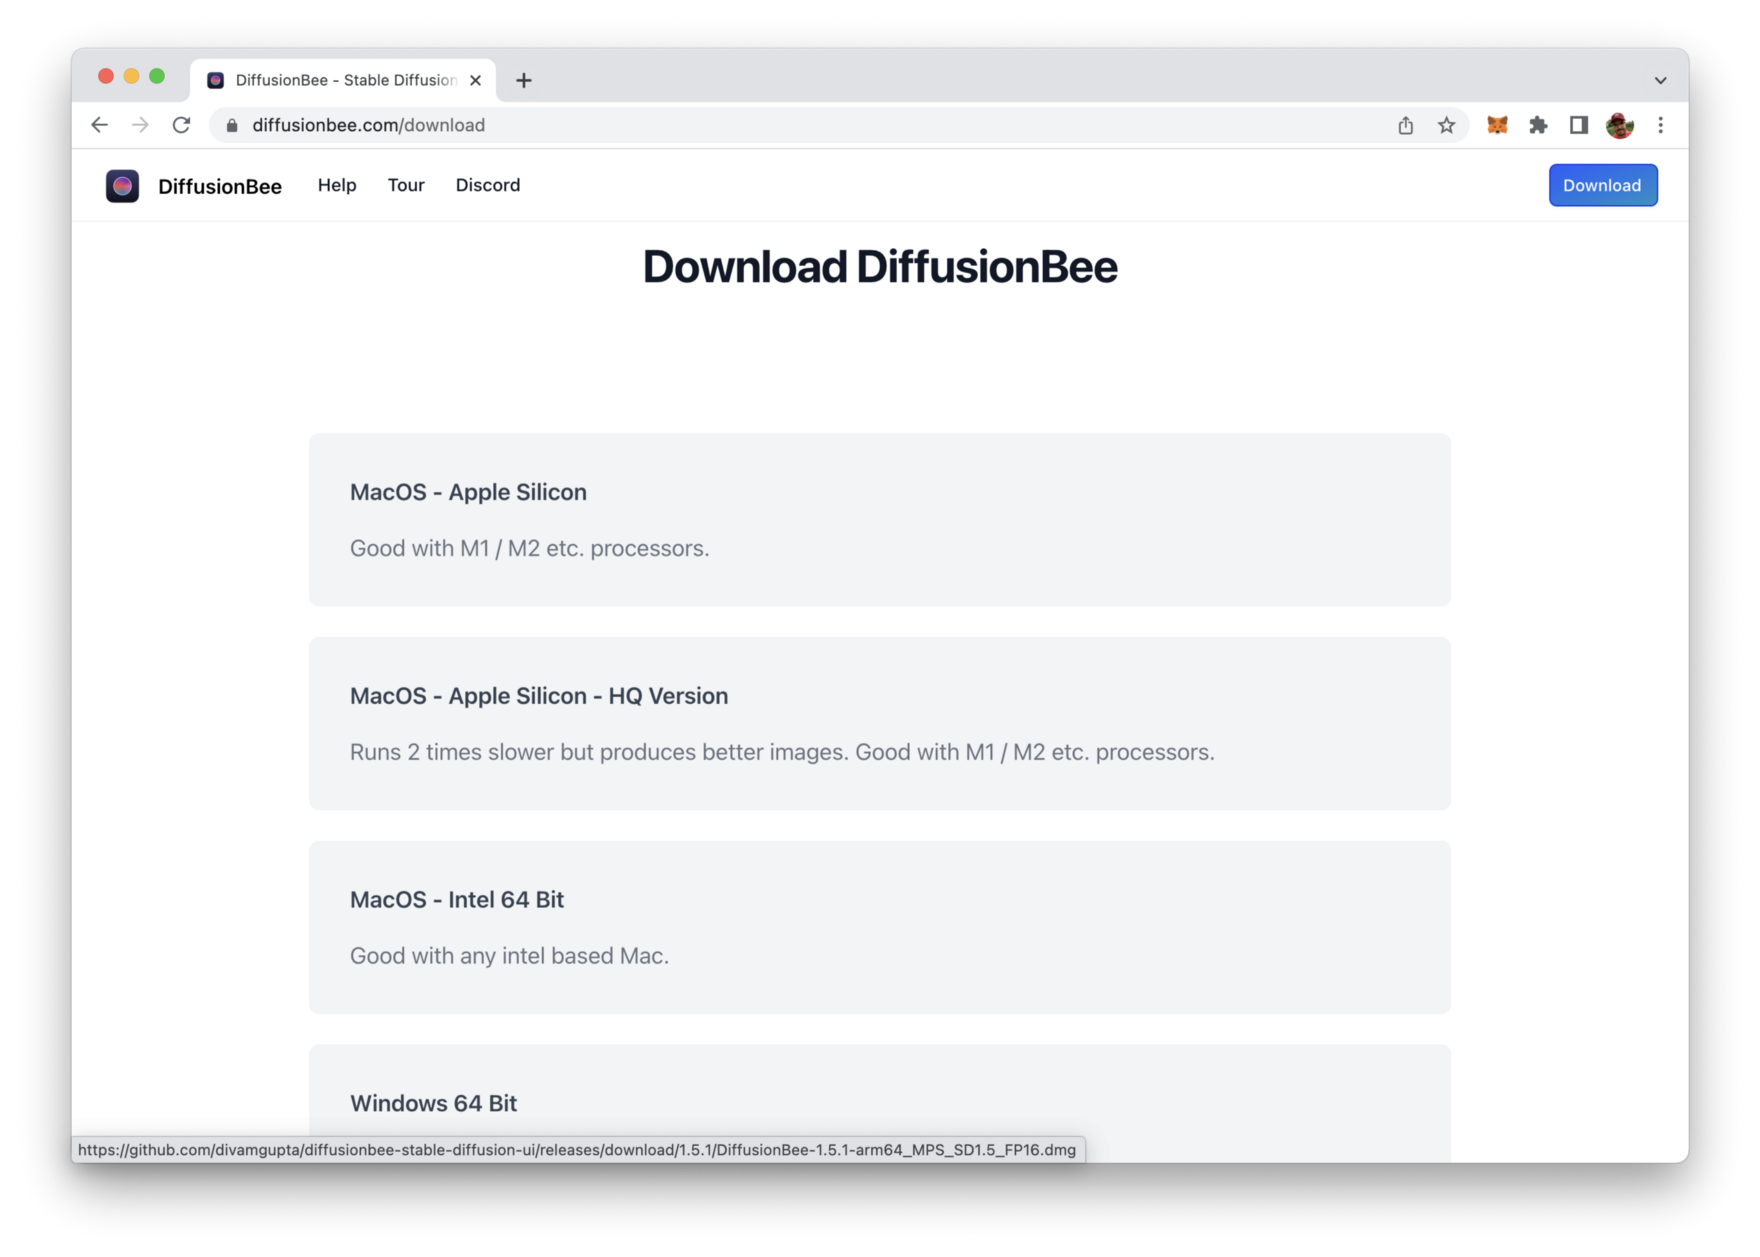 DiffusionBee - Stable Diffusion
diffusionbee.com/download
DiffusionBee Help Tour Discord Download
Download DiffusionBee
MacOS - Apple Silicon
Good with M1 / M2 etc. processors.
MacOS - Apple Silicon - HQ Version
Runs 2 times slower but produces better images. Good with M1 / M2 etc. processors.
MacOS - Intel 64 Bit
Good with any intel based Mac.
Windows 64 Bit
https://github.com/divamgupta/diffusionbee-stable-diffusion-ui/releases/download/1.5.1/DiffusionBee-1.5.1-arm64_MPS_SD1.5_FP16.dmg